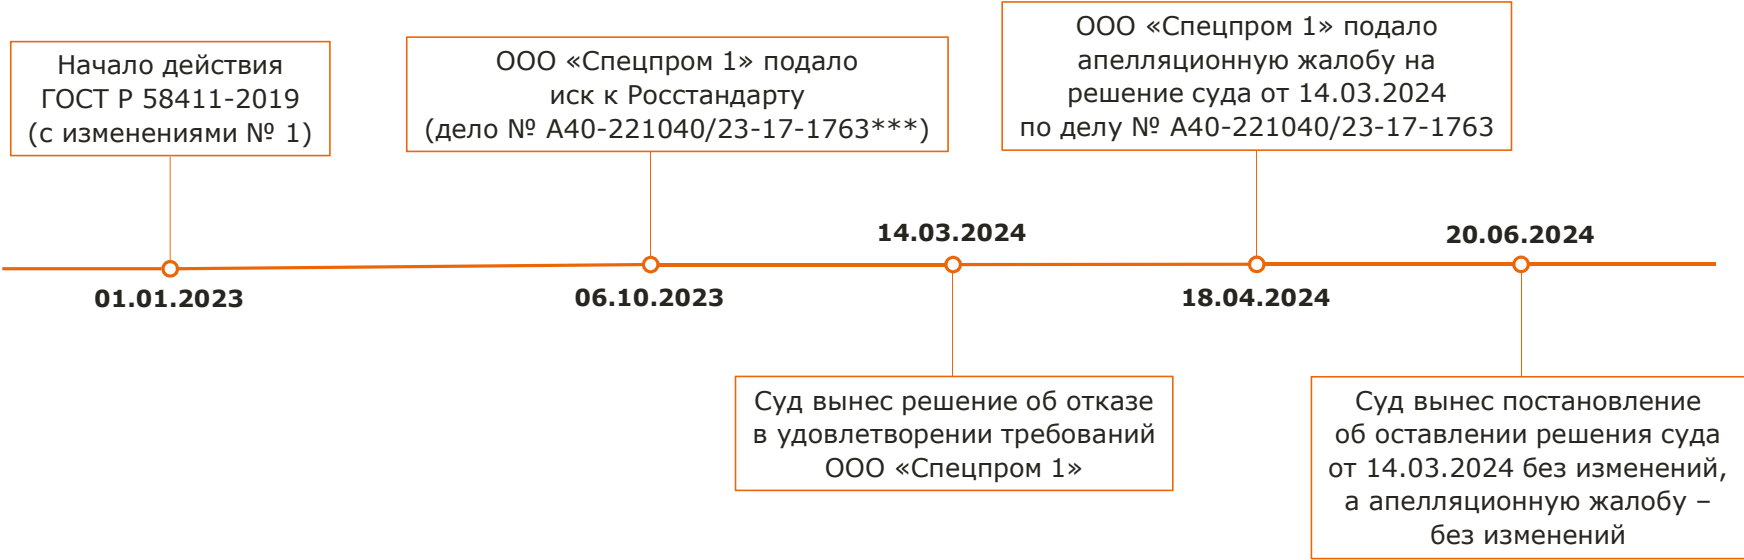 Начало действия
ГОСТ Р 58411-2019
(с изменениями № 1)
01.01.2023
ООО «Спецпром 1» подало
иск к Росстандарту
(дело № А40-221040/23-17-1763***)
06.10.2023
14.03.2024
Суд вынес решение об отказе
в удовлетворении требований
ООО «Спецпром 1»
ООО «Спецпром 1» подало
апелляционную жалобу на
решение суда от 14.03.2024
по делу № А40-221040/23-17-1763
18.04.2024
20.06.2024
Суд вынес постановление
об оставлении решения суда
от 14.03.2024 без изменений,
а апелляционную жалобу –
без изменений